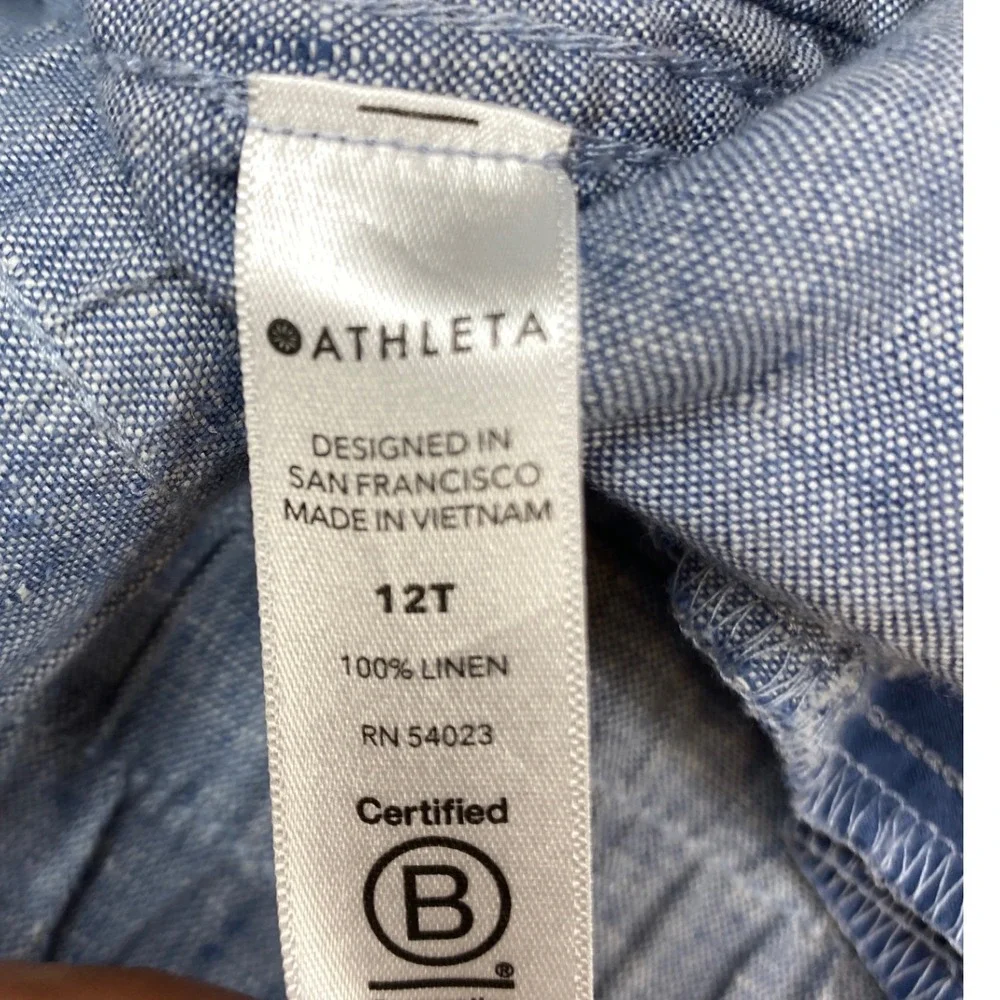 ATHLETA
DESIGNED IN
SAN FRANCISCO
MADE IN VIETNAM
12T
100% LINEN
RN 54023
Certified
B
®